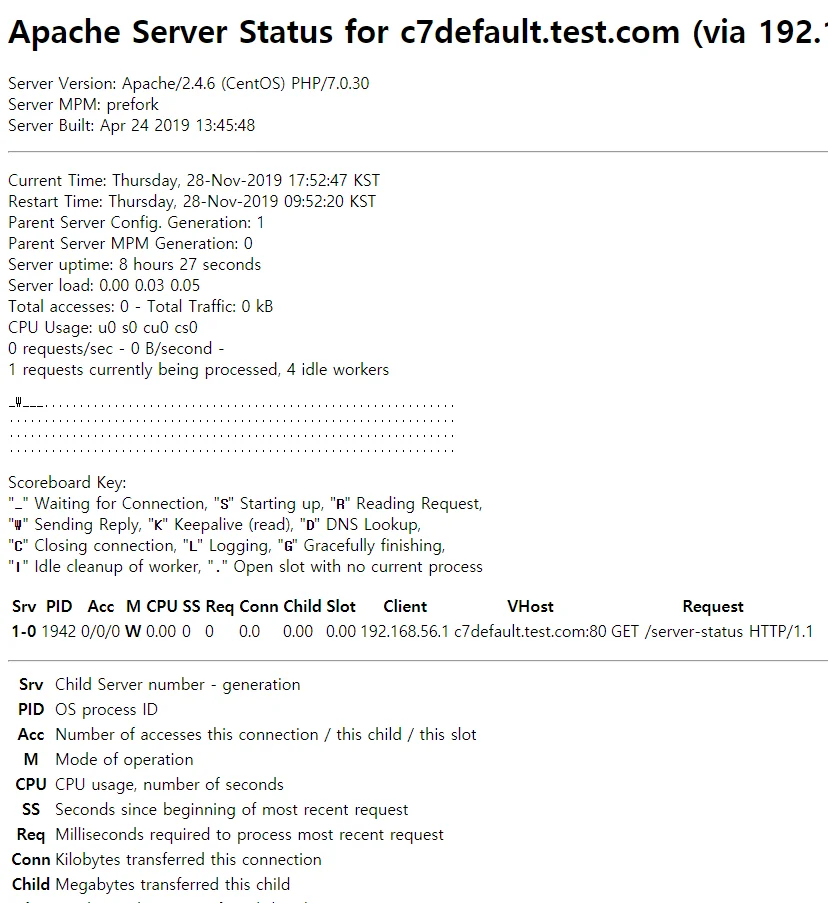 Apache Server Status for c7default.test.com (via 192.
Server Version: Apache/2.4.6 (CentOS) PHP/7.0.30
Server MPM: prefork
Server Built: Apr 24 2019 13:45:48
Current Time: Thursday, 28-Nov-2019 17:52:47 KST
Restart Time: Thursday, 28-Nov-2019 09:52:20 KST
Parent Server Config. Generation: 1
Parent Server MPM Generation: 0
Server uptime: 8 hours 27 seconds
Server load: 0.00 0.03 0.05
Total accesses: 0 - Total Traffic: 0 kB
CPU Usage: u0 s0 cu0 cs0
0 requests/sec - 0 B/second -
1 requests currently being processed, 4 idle workers
_W___...........................................................
................................................................
................................................................
................................................................
Scoreboard Key:
"_" Waiting for Connection, "S" Starting up, "R" Reading Request,
"W" Sending Reply, "K" Keepalive (read), "D" DNS Lookup,
"C" Closing connection, "L" Logging, "G" Gracefully finishing,
"I" Idle cleanup of worker, "." Open slot with no current process
Srv PID Acc M CPU SS Req Conn Child Slot Client VHost Request
1-0 1942 0/0/0 W 0.00 0 0 0.0 0.00 0.00 192.168.56.1 c7default.test.com:80 GET /server-status HTTP/1.1
Srv Child Server number - generation
PID OS process ID
Acc Number of accesses this connection / this child / this slot
M Mode of operation
CPU CPU usage, number of seconds
SS Seconds since beginning of most recent request
Req Milliseconds required to process most recent request
Conn Kilobytes transferred this connection
Child Megabytes transferred this child